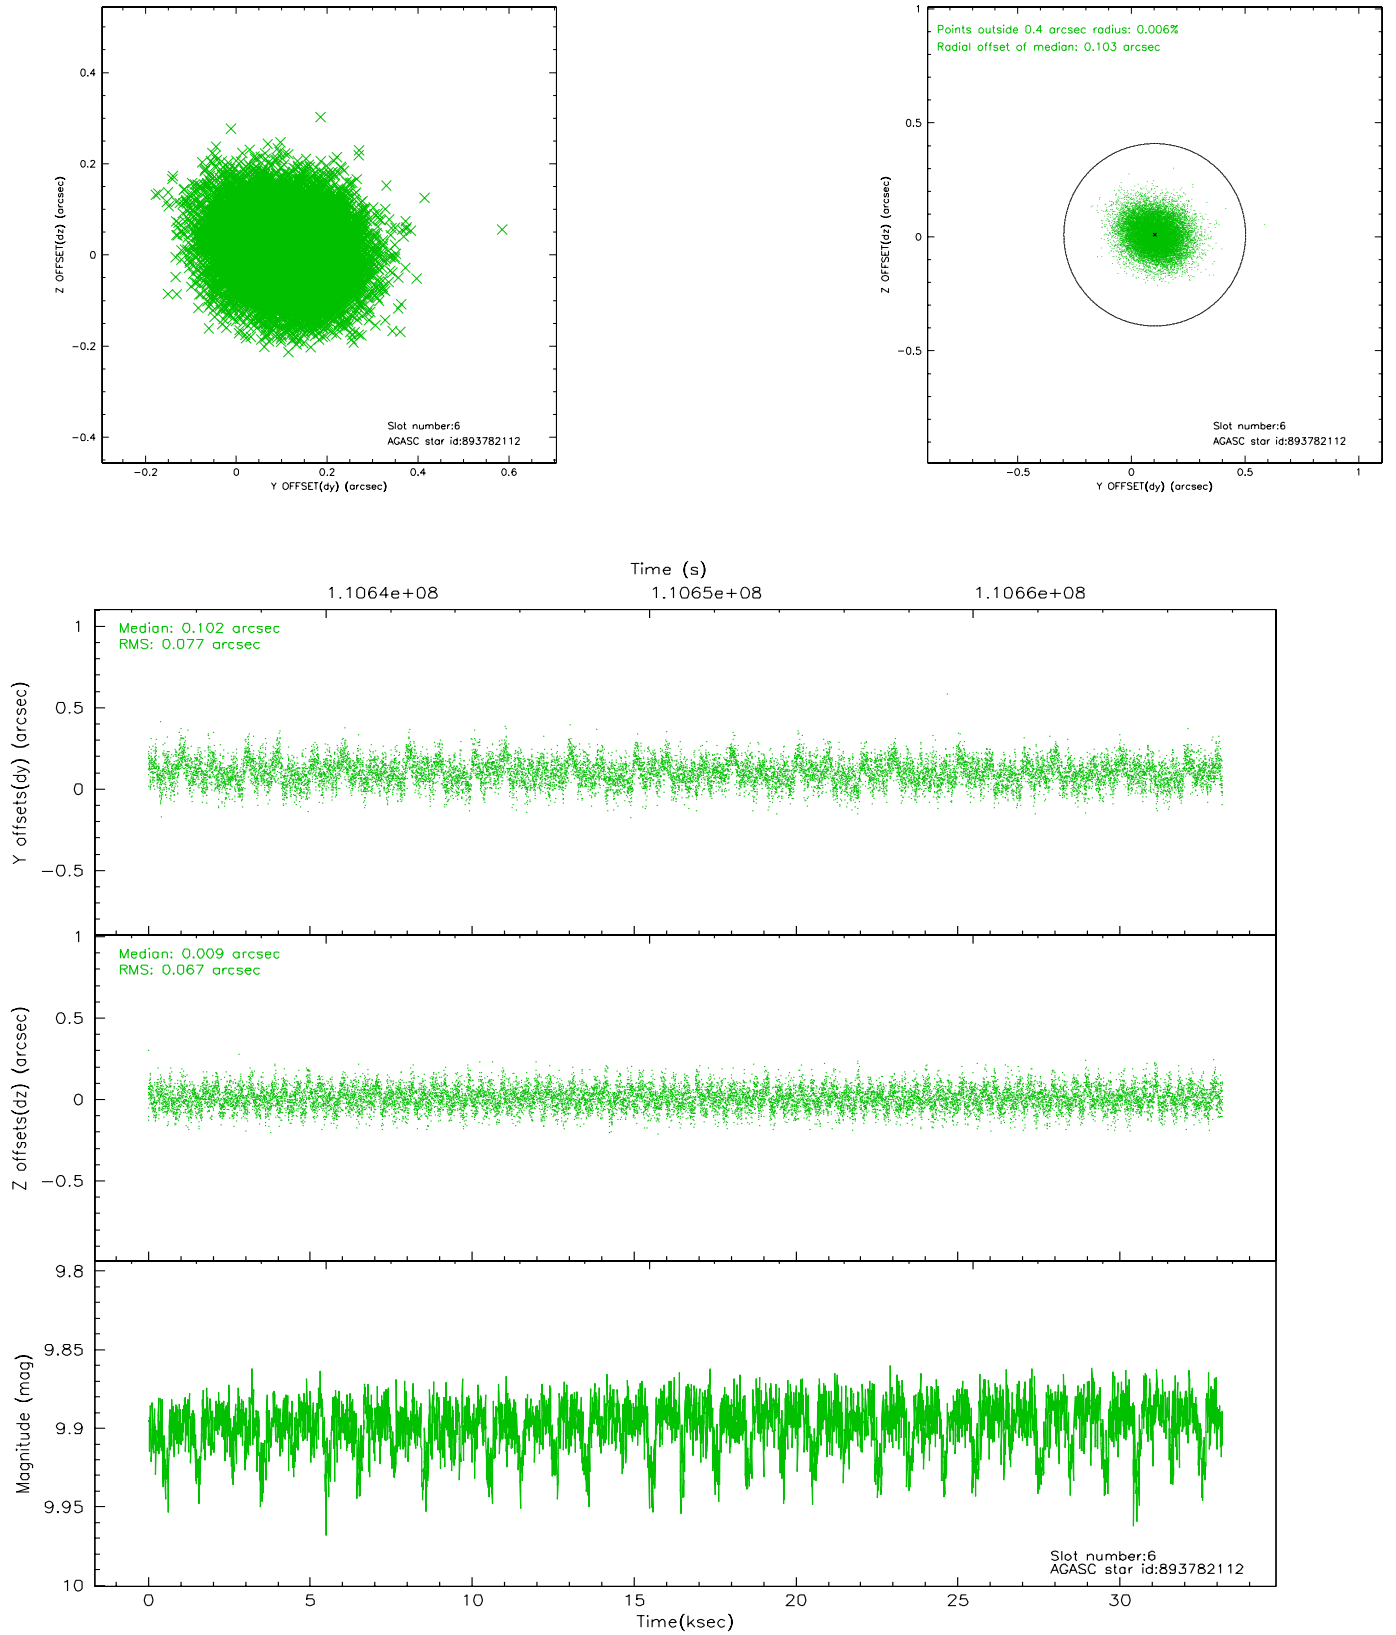 0.4
0.2
0
−0.2
−0.4
Z OFFSET(dz) (arcsec)
−0.2 0 0.2 0.4 0.6
Y OFFSET(dy) (arcsec)
Slot number:6
AGASC star id:893782112
Points outside 0.4 arcsec radius: 0.006%
Radial offset of median: 0.103 arcsec
1
0.5
0
−0.5
Z OFFSET(dz) (arcsec)
−0.5 0 0.5 1
Y OFFSET(dy) (arcsec)
Slot number:6
AGASC star id:893782112
Time (s)
1.1064e+08 1.1065e+08 1.1066e+08
Median: 0.102 arcsec
RMS: 0.077 arcsec
1
0.5
0
−0.5
Y offsets(dy) (arcsec)
Median: 0.009 arcsec
RMS: 0.067 arcsec
1
0.5
0
−0.5
Z offsets(dz) (arcsec)
9.8
9.85
9.9
9.95
10
Magnitude (mag)
Slot number:6
AGASC star id:893782112
0 5 10 15 20 25 30
Time(ksec)